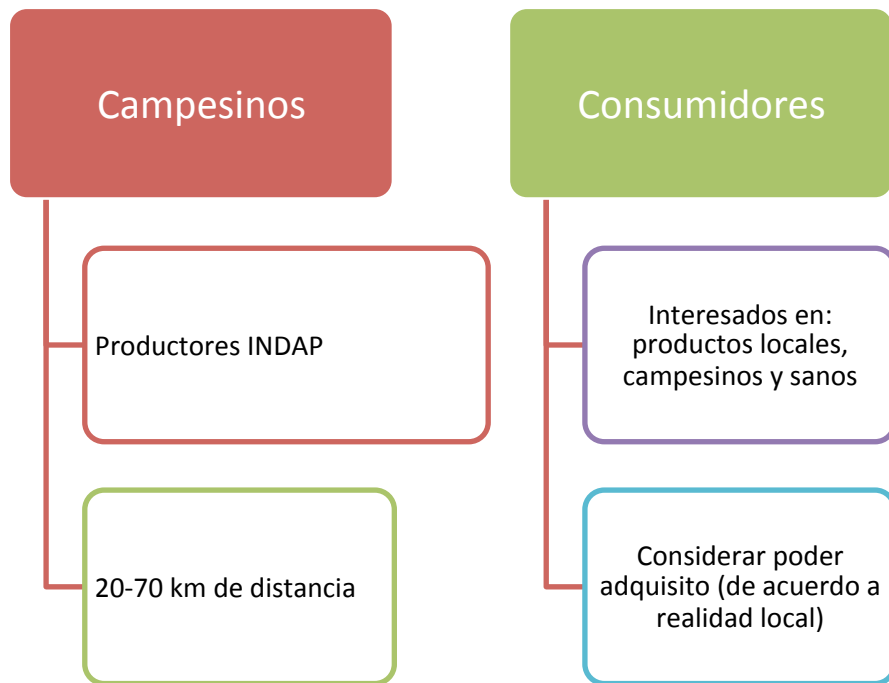 Campesinos
Productores INDAP
20-70 km de distancia
Consumidores
Interesados en:
productos locales,
campesinos y sanos
Considerar poder
adquisito (de acuerdo a
realidad local)